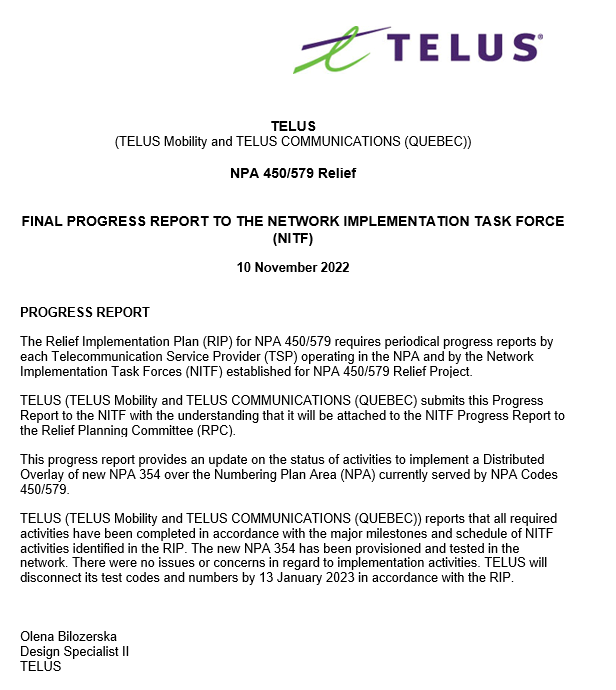 TELUS®
TELUS
(TELUS Mobility and TELUS COMMUNICATIONS (QUEBEC))
NPA 450/579 Relief
FINAL PROGRESS REPORT TO THE NETWORK IMPLEMENTATION TASK FORCE
(NITF)
10 November 2022
PROGRESS REPORT
The Relief Implementation Plan (RIP) for NPA 450/579 requires periodical progress reports by
each Telecommunication Service Provider (TSP) operating in the NPA and by the Network
Implementation Task Forces (NITF) established for NPA 450/579 Relief Project.
TELUS (TELUS Mobility and TELUS COMMUNICATIONS (QUEBEC) submits this Progress
Report to the NITF with the understanding that it will be attached to the NITF Progress Report to
the Relief Planning Committee (RPC).
This progress report provides an update on the status of activities to implement a Distributed
Overlay of new NPA 354 over the Numbering Plan Area (NPA) currently served by NPA Codes
450/579.
TELUS (TELUS Mobility and TELUS COMMUNICATIONS (QUEBEC)) reports that all required
activities have been completed in accordance with the major milestones and schedule of NITF
activities identified in the RIP. The new NPA 354 has been provisioned and tested in the
network. There were no issues or concerns in regard to implementation activities. TELUS will
disconnect its test codes and numbers by 13 January 2023 in accordance with the RIP.
Olena Bilozerska
Design Specialist II
TELUS